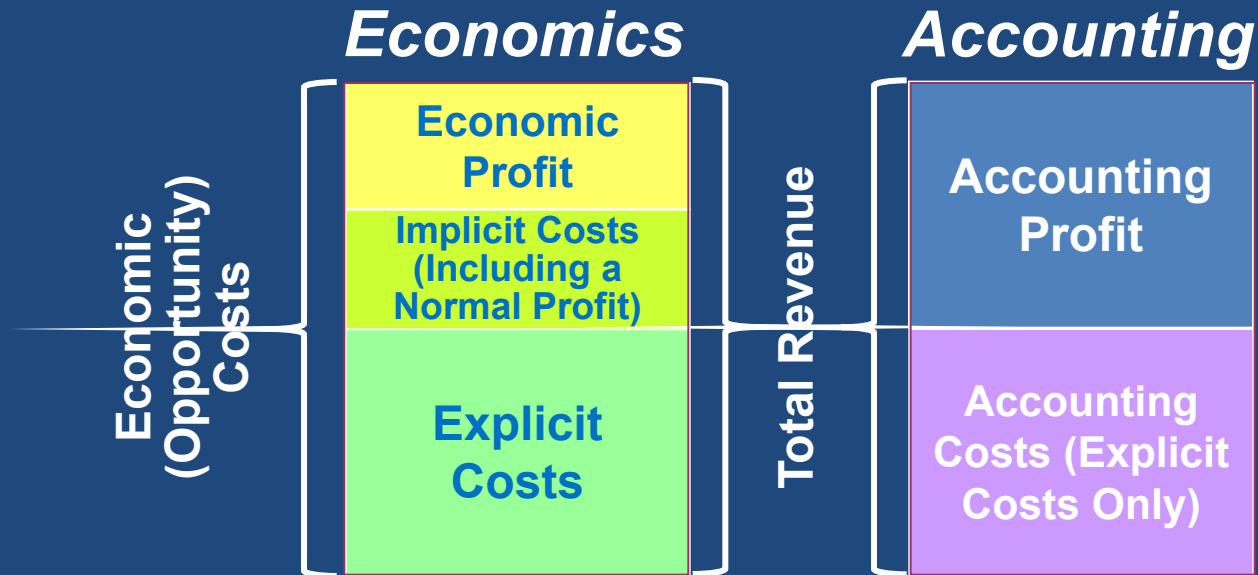 Economics
Accounting
Economic
(Opportunity)
Costs
Economic
Profit
Implicit Costs
(Including a
Normal Profit)
Explicit
Costs
Total Revenue
Accounting
Profit
Accounting
Costs (Explicit
Costs Only)